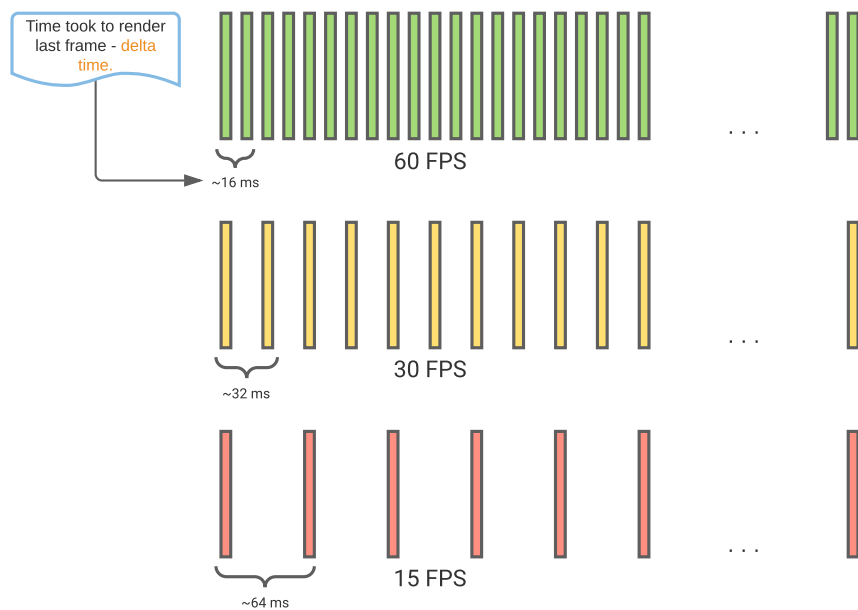 Time took to render
last frame - delta
time.
. . .
60 FPS
~16 ms
. . .
30 FPS
~32 ms
. . .
15 FPS
~64 ms